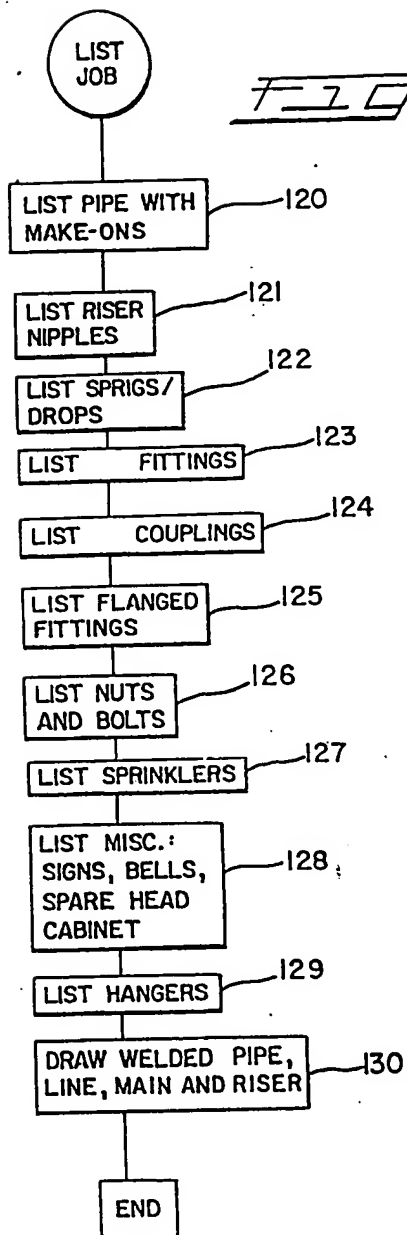 LIST
JOB
FIG
LIST PIPE WITH
MAKE-ONS
120
LIST RISER
NIPPLES
121
LIST SPRIGS/
DROPS
122
LIST FITTINGS
123
LIST COUPLINGS
124
LIST FLANGED
FITTINGS
125
LIST NUTS
AND BOLTS
126
LIST SPRINKLERS
127
LIST MISC.:
SIGNS, BELLS,
SPARE HEAD
CABINET
128
LIST HANGERS
129
DRAW WELDED PIPE,
LINE, MAIN AND RISER
130
END